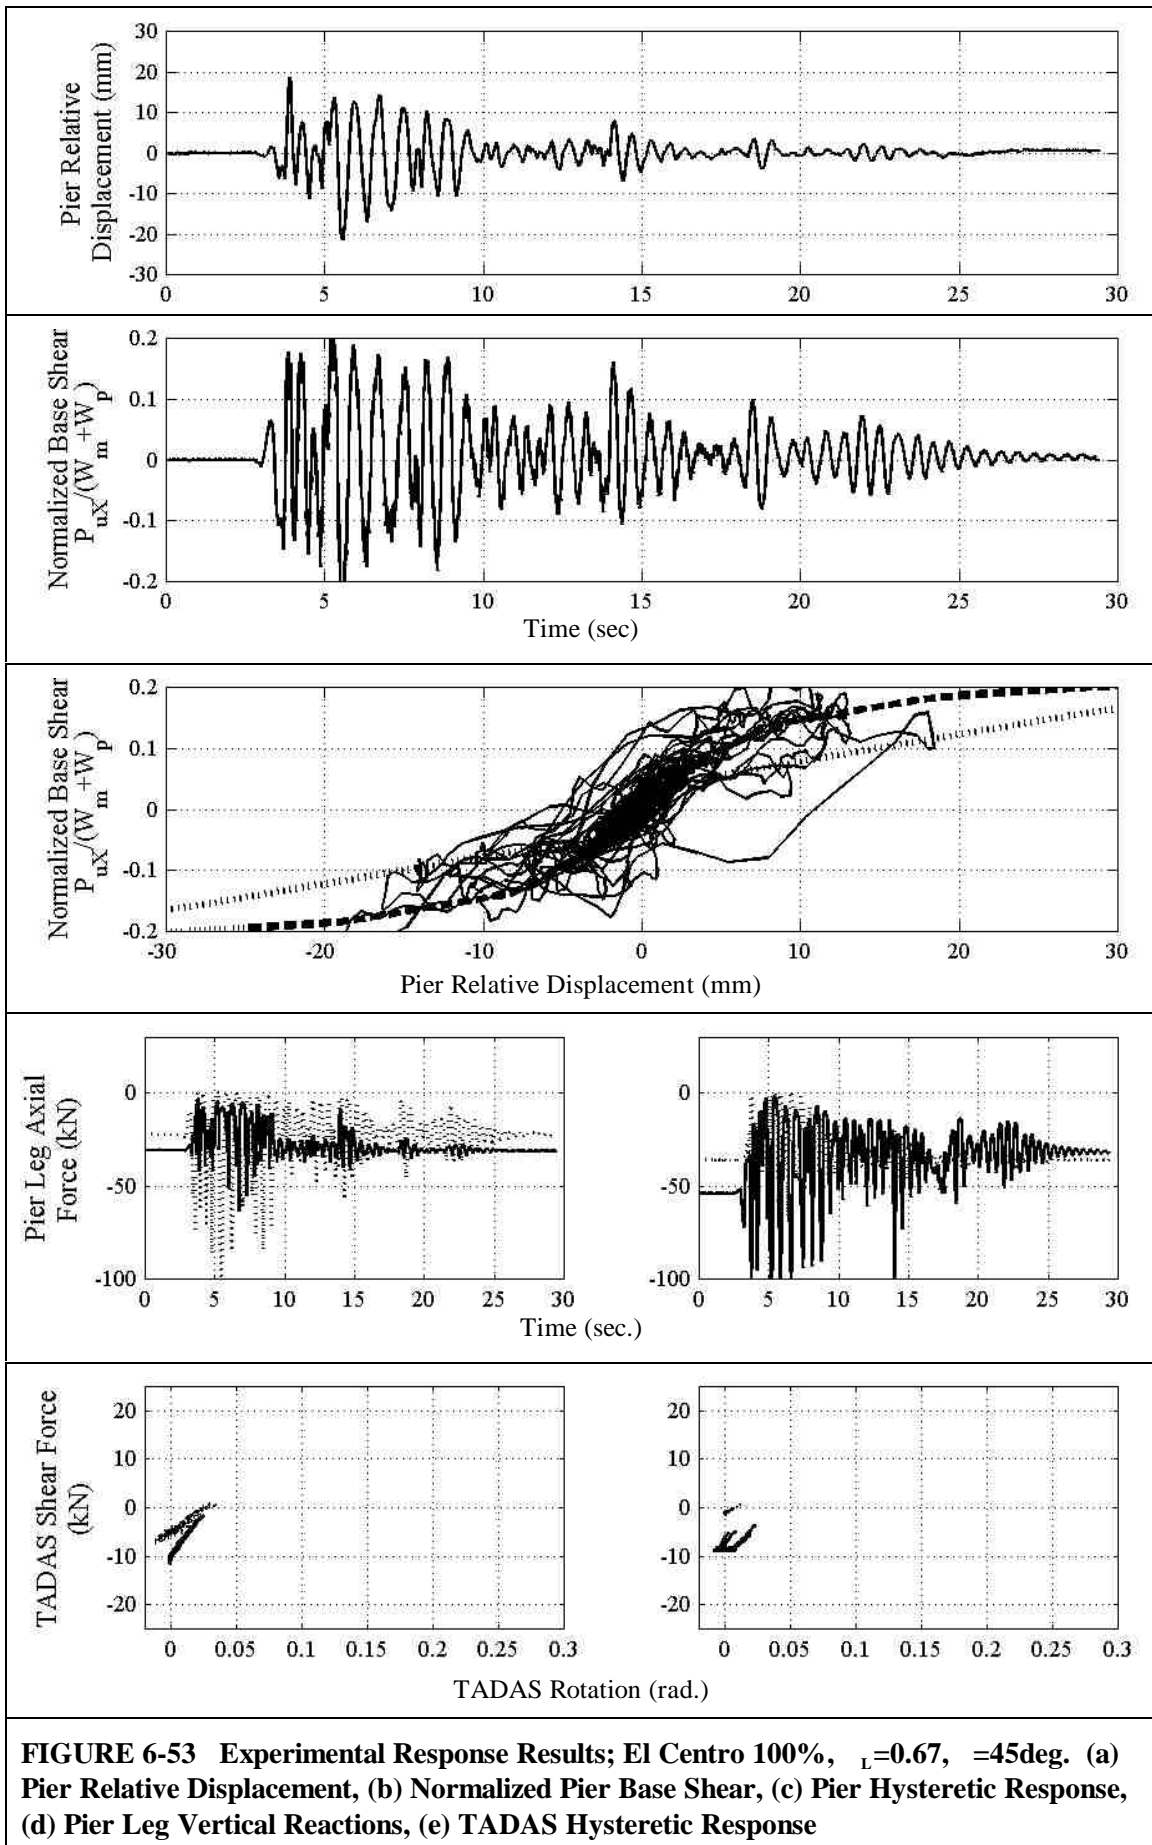 Pier Relative
Displacement (mm)
30
20
10
0
-10
-20
-30
0 5 10 15 20 25 30
Normalized Base Shear
P_uX/(W_m+W_p)
0.2
0.1
0
-0.1
-0.2
0 5 10 15 20 25 30
Time (sec)
Normalized Base Shear
P_uX/(W_m+W_p)
0.2
0.1
0
-0.1
-0.2
-30 -20 -10 0 10 20 30
Pier Relative Displacement (mm)
Pier Leg Axial
Force (kN)
0
-50
-100
0 5 10 15 20 25 30
0
-50
-100
0 5 10 15 20 25 30
Time (sec.)
TADAS Shear Force
(kN)
20
10
0
-10
-20
0 0.05 0.1 0.15 0.2 0.25 0.3
20
10
0
-10
-20
0 0.05 0.1 0.15 0.2 0.25 0.3
TADAS Rotation (rad.)
FIGURE 6-53 Experimental Response Results; El Centro 100%, L=0.67, =45deg. (a)
Pier Relative Displacement, (b) Normalized Pier Base Shear, (c) Pier Hysteretic Response,
(d) Pier Leg Vertical Reactions, (e) TADAS Hysteretic Response